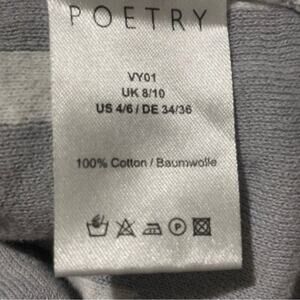 POETRY
VY01
UK 8/10
US 4/6 / DE 34/36
100% Cotton / Baumwolle
P